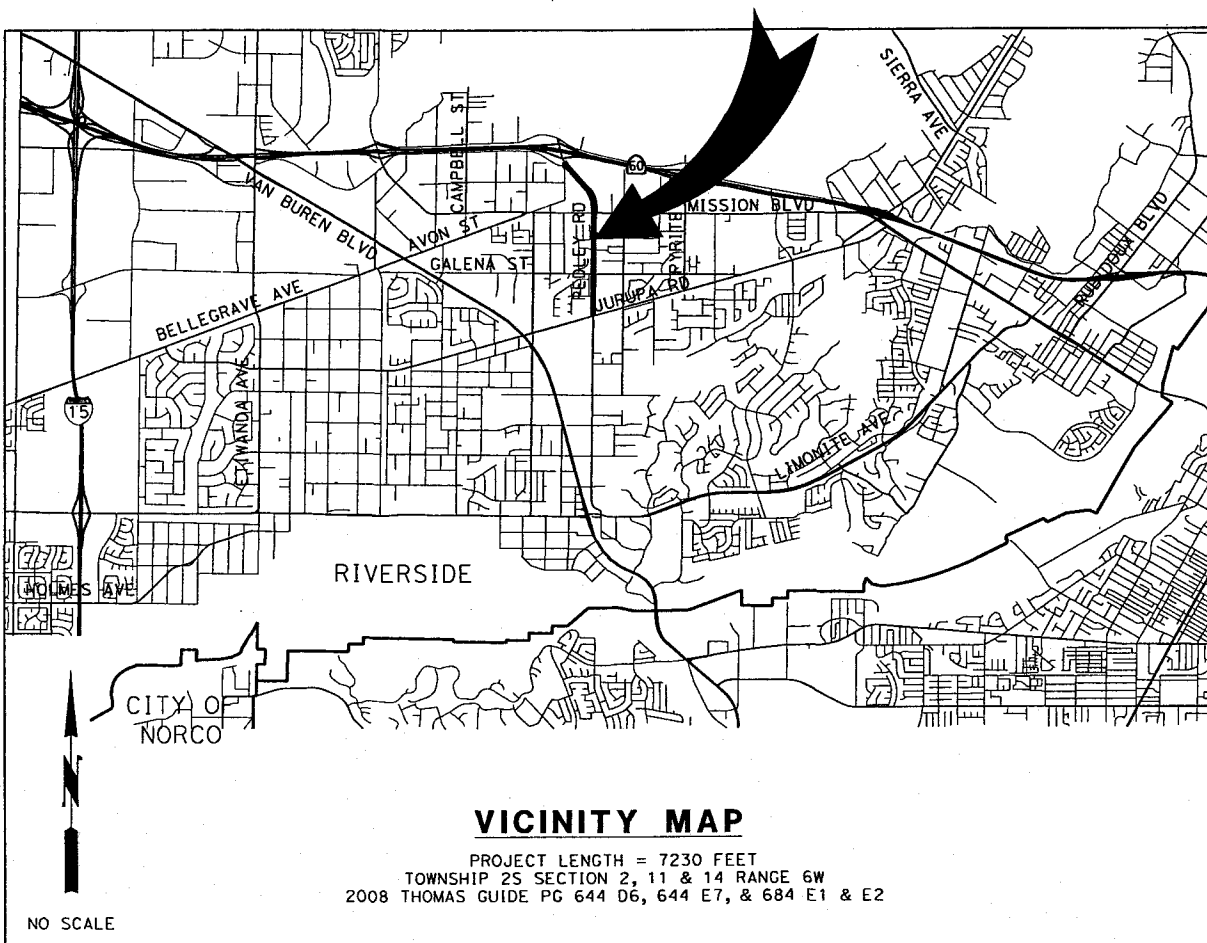 SIERRA AVE
CAMPBELL ST
60
VAN BUREN BLVD
MISSION BLVD
AVON ST
PEDLEY RD
PYRITE
RUBIDOUX BLVD
GALENA ST
JURUPA RD
BELLEGRAVE AVE
15
ETIWANDA AVE
LIMONITE AVE
RIVERSIDE
HOLMES AVE
CITY O
NORCO
N
VICINITY MAP
PROJECT LENGTH = 7230 FEET
TOWNSHIP 2S SECTION 2, 11 & 14 RANGE 6W
2008 THOMAS GUIDE PG 644 D6, 644 E7, & 684 E1 & E2
NO SCALE